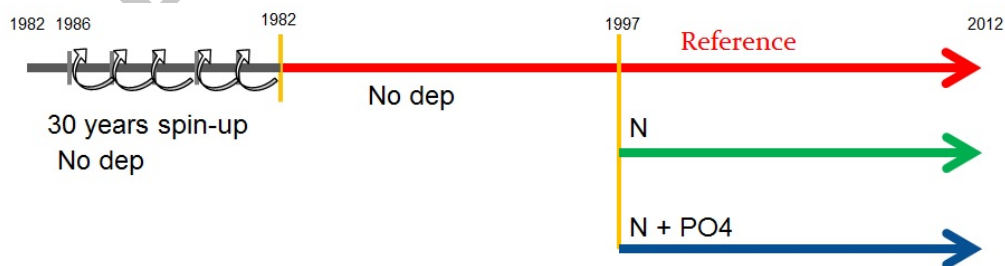 1982 1986 1982 1997 2012
Reference
No dep
30 years spin-up
No dep
N
N + PO4